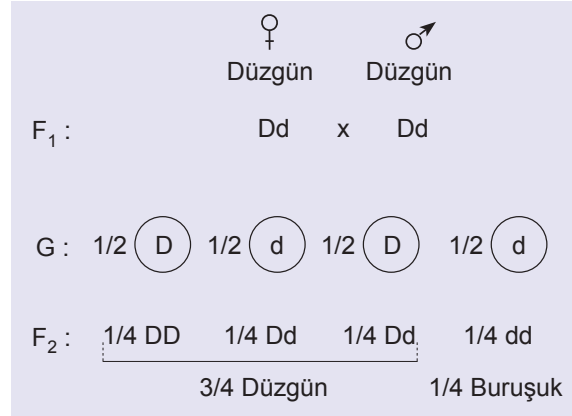 ♀ ♂
Düzgün Düzgün
F₁ : Dd x Dd
G : 1/2 D 1/2 d 1/2 D 1/2 d
F₂ : 1/4 DD 1/4 Dd 1/4 Dd 1/4 dd
3/4 Düzgün 1/4 Buruşuk